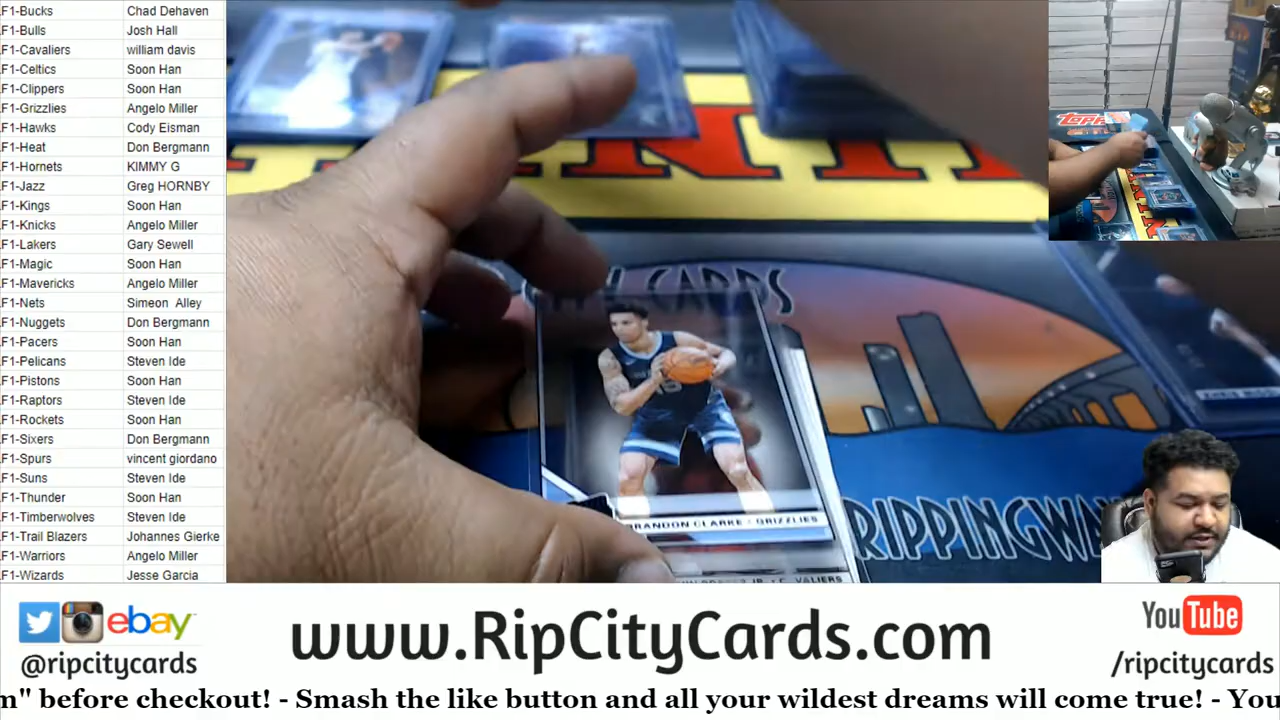 F1-Bucks Chad Dehaven
F1-Bulls Josh Hall
F1-Cavaliers william davis
F1-Celtics Soon Han
F1-Clippers Soon Han
F1-Grizzlies Angelo Miller
F1-Hawks Cody Eisman
F1-Heat Don Bergmann
F1-Hornets KIMMY G
F1-Jazz Greg HORNBY
F1-Kings Soon Han
F1-Knicks Angelo Miller
F1-Lakers Gary Sewell
F1-Magic Soon Han
F1-Mavericks Angelo Miller
F1-Nets Simeon Alley
F1-Nuggets Don Bergmann
F1-Pacers Soon Han
F1-Pelicans Steven Ide
F1-Pistons Soon Han
F1-Raptors Steven Ide
F1-Rockets Soon Han
F1-Sixers Don Bergmann
F1-Spurs vincent giordano
F1-Suns Steven Ide
F1-Thunder Soon Han
F1-Timberwolves Steven Ide
F1-Trail Blazers Johannes Gierke
F1-Warriors Angelo Miller
F1-Wizards Jesse Garcia
TOPPS
CARDS
RIPPINGWA
BRANDON CLARKE • GRIZZLIES
ebay
@ripcitycards
www.RipCityCards.com
YouTube
/ripcitycards
m" before checkout! - Smash the like button and all your wildest dreams will come true! - You